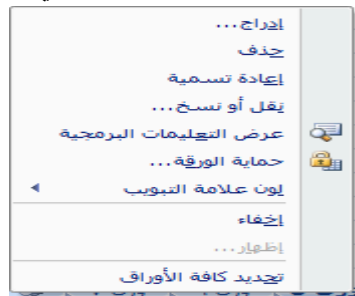 إدراج...
حذف
إعادة تسمية
نقل أو نسخ...
عرض التعليمات البرمجية
حماية الورقة...
لون علامة التبويب
إخفاء
إظهار...
تحديد كافة الأوراق